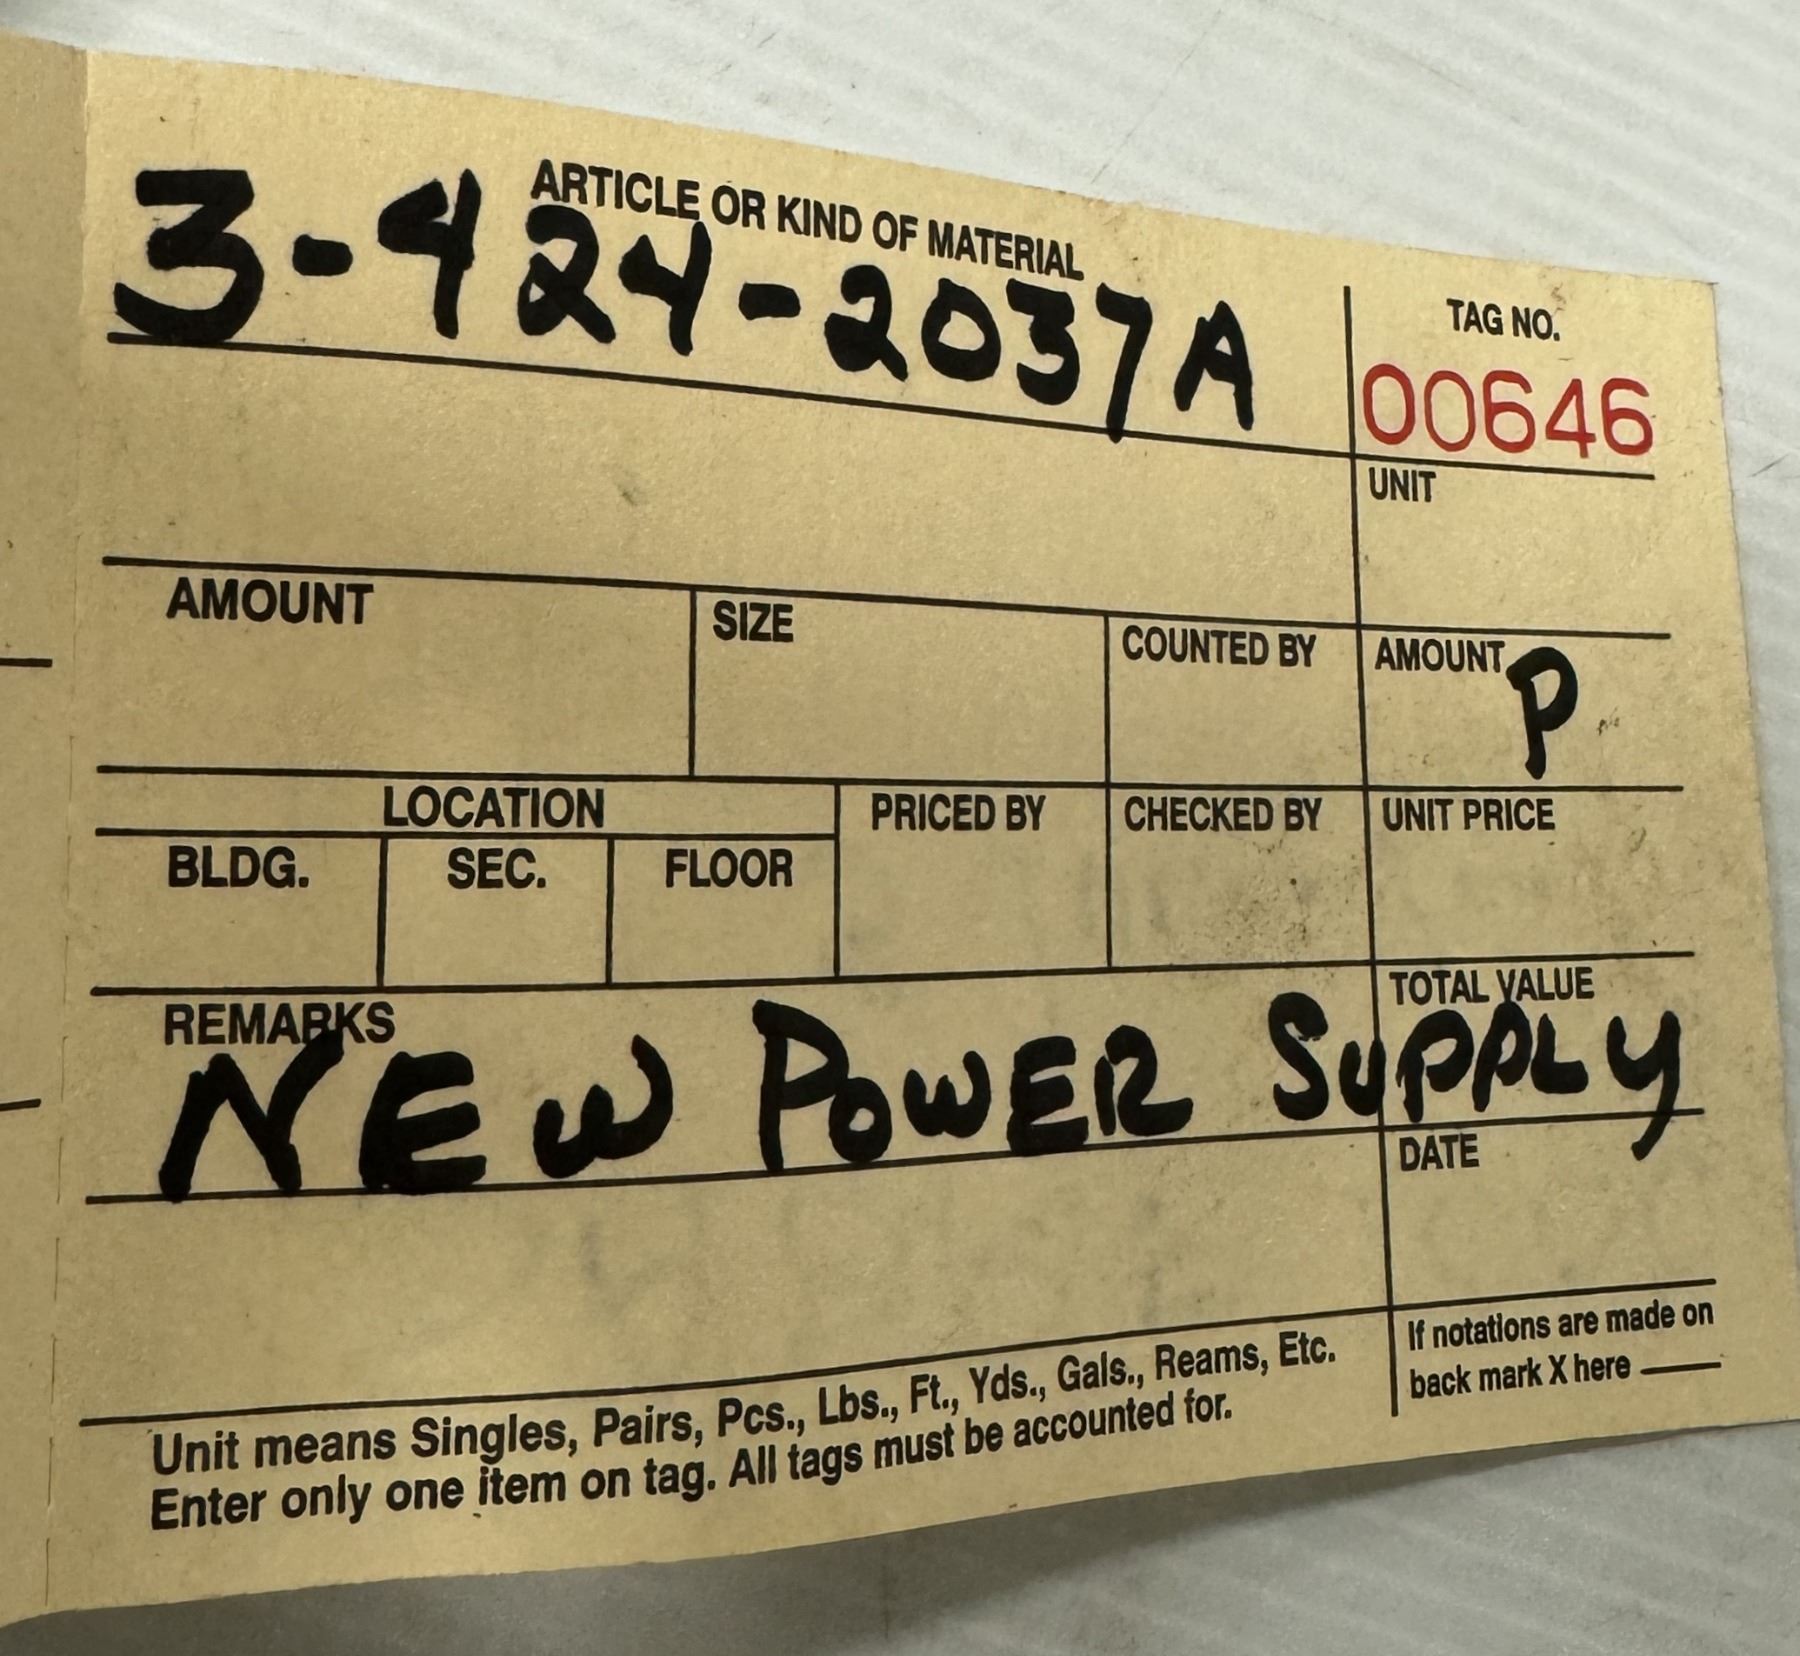 ARTICLE OR KIND OF MATERIAL
3-424-2037A
TAG NO.
00646
UNIT
AMOUNT
SIZE
COUNTED BY
AMOUNT P
LOCATION
PRICED BY
CHECKED BY
UNIT PRICE
BLDG.
SEC.
FLOOR
REMARKS
NEW POWER SUPPLY
TOTAL VALUE
DATE
Unit means Singles, Pairs, Pcs., Lbs., Ft., Yds., Gals., Reams, Etc.
Enter only one item on tag. All tags must be accounted for.
If notations are made on
back mark X here